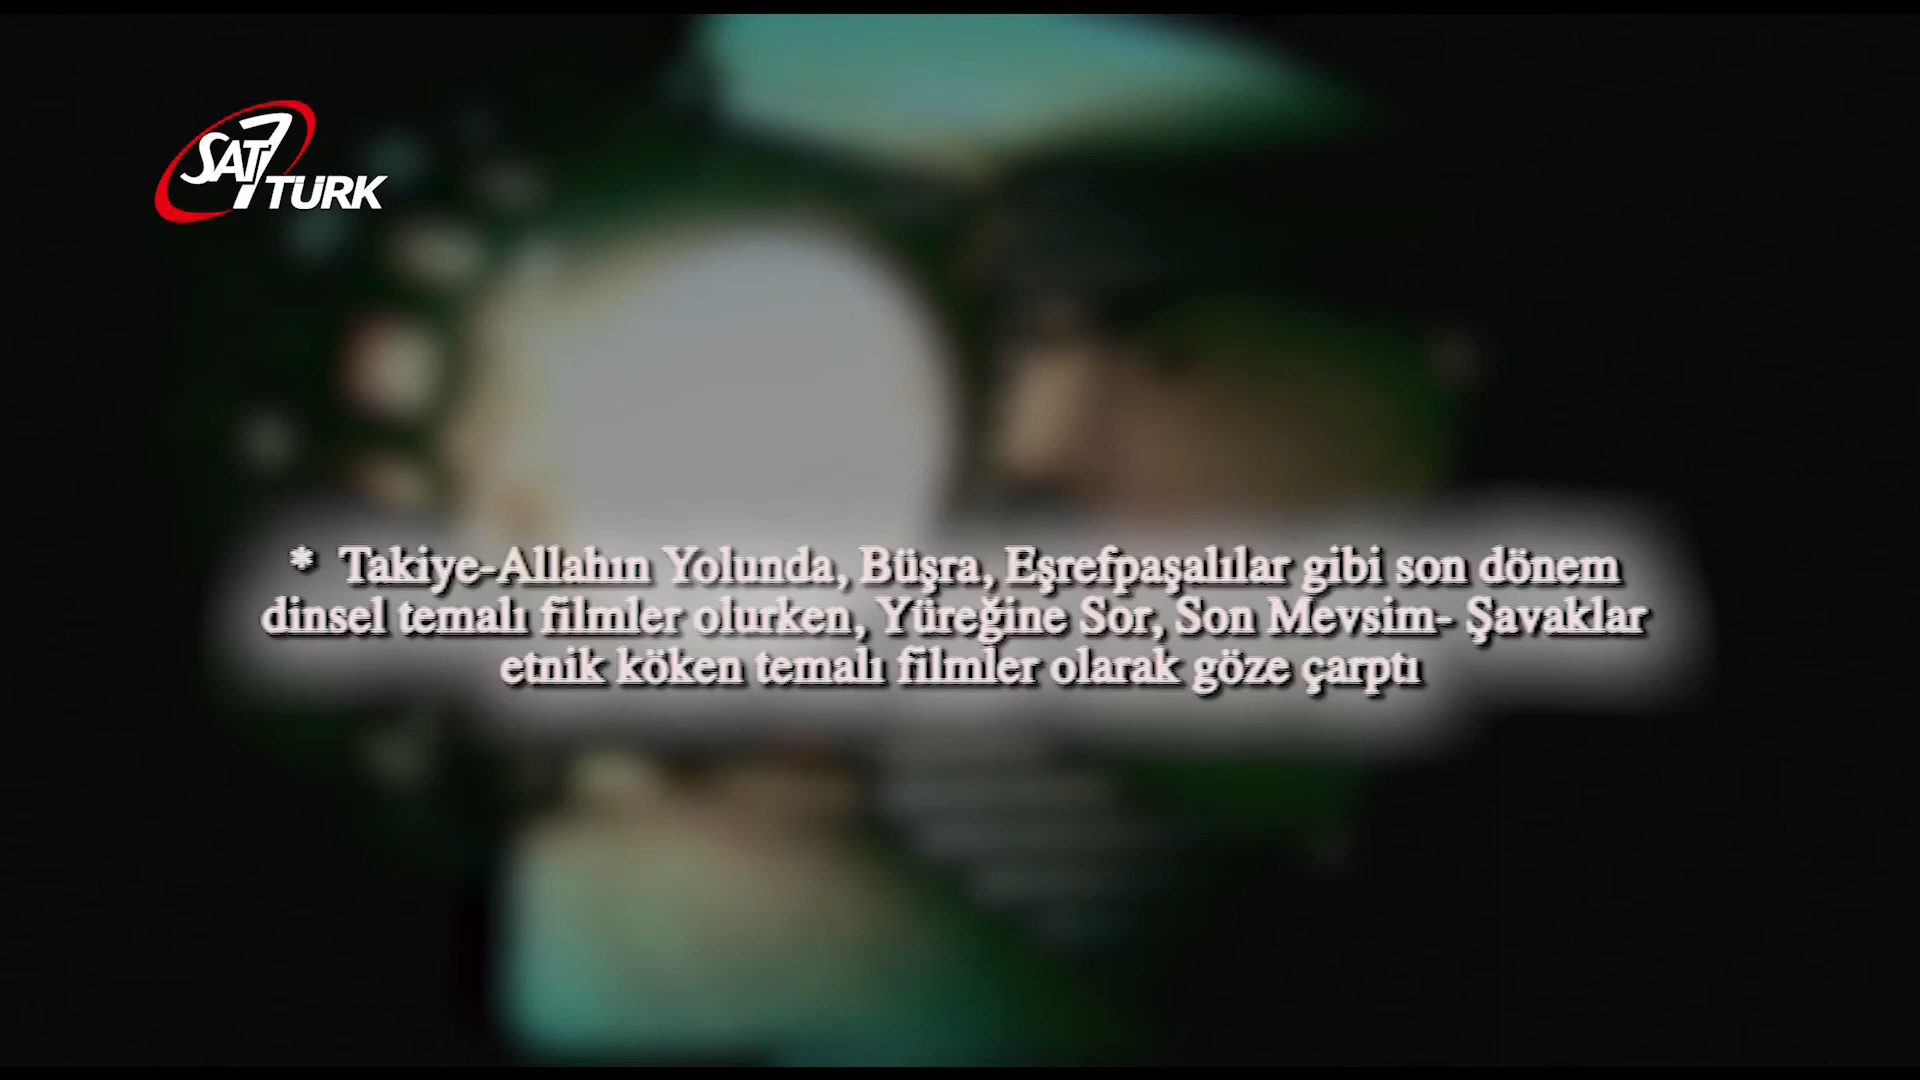 SAT7 TÜRK
* Takiye-Allahın Yolunda, Büşra, Eşrefpaşalılar gibi son dönem
dinsel temalı filmler olurken, Yüreğine Sor, Son Mevsim- Şavaklar
etnik köken temalı filmler olarak göze çarptı